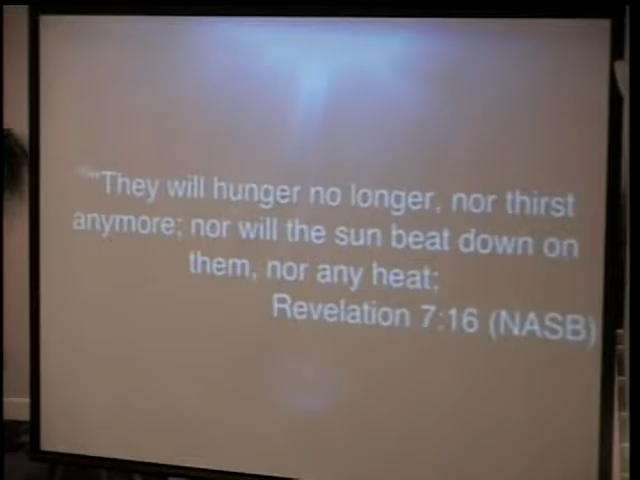 "They will hunger no longer, nor thirst
anymore; nor will the sun beat down on
them, nor any heat;
Revelation 7:16 (NASB)